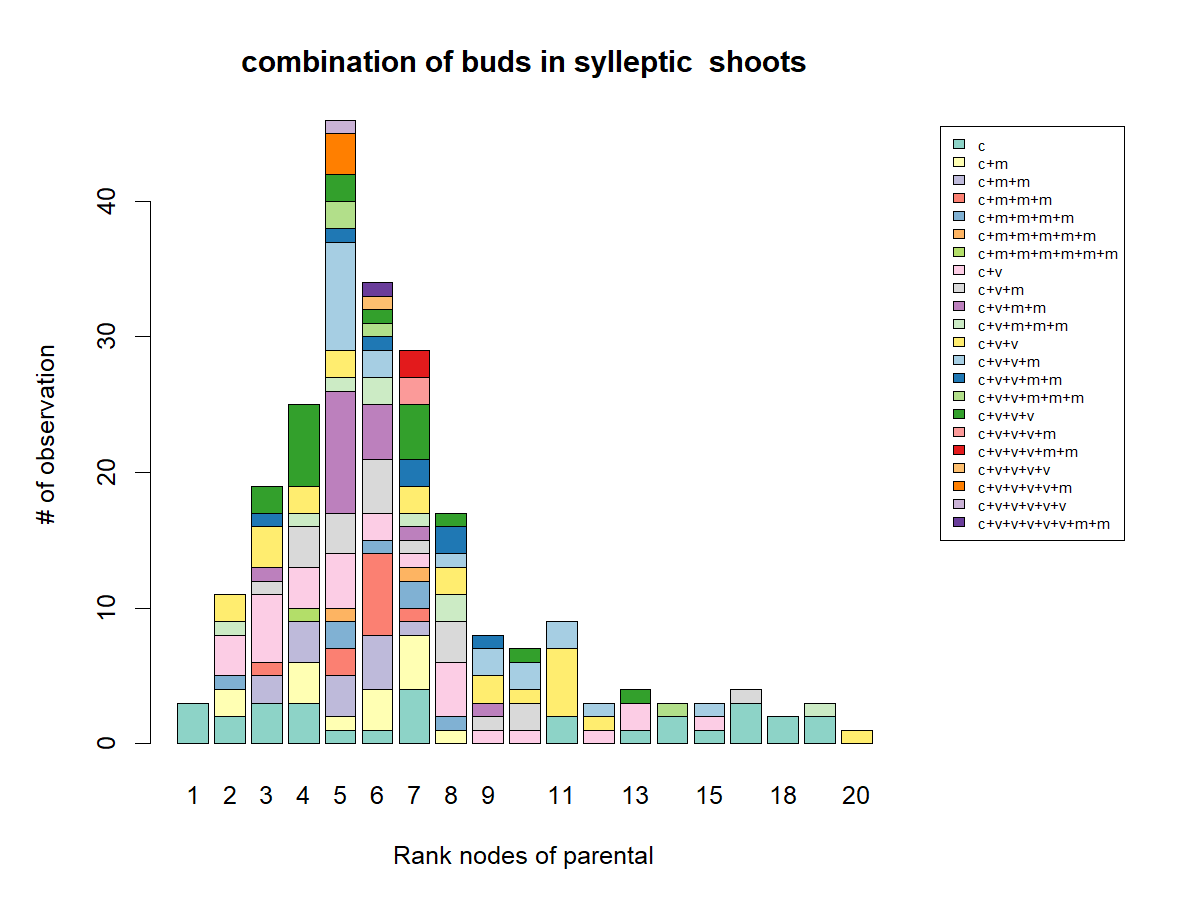 combination of buds in sylleptic  shoots
# of observation
40
30
20
10
0
1 2 3 4 5 6 7 8 9 11 13 15 18 20
Rank nodes of parental
c
c+m
c+m+m
c+m+m+m
c+m+m+m+m
c+m+m+m+m+m
c+m+m+m+m+m+m
c+v
c+v+m
c+v+m+m
c+v+m+m+m
c+v+v
c+v+v+m
c+v+v+m+m
c+v+v+m+m+m
c+v+v+v
c+v+v+v+m
c+v+v+v+m+m
c+v+v+v+v
c+v+v+v+v+m
c+v+v+v+v+v
c+v+v+v+v+v+m+m